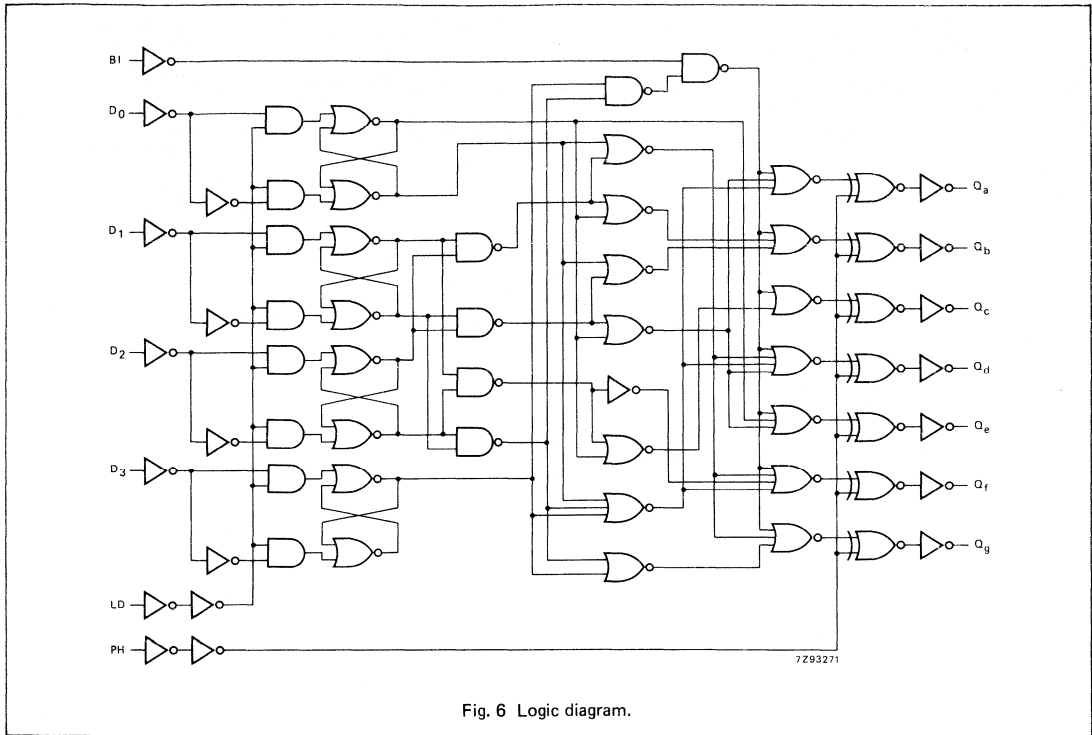 BI
D0
D1
D2
D3
LD
PH
Qa
Qb
Qc
Qd
Qe
Qf
Qg
7Z93271
Fig. 6 Logic diagram.